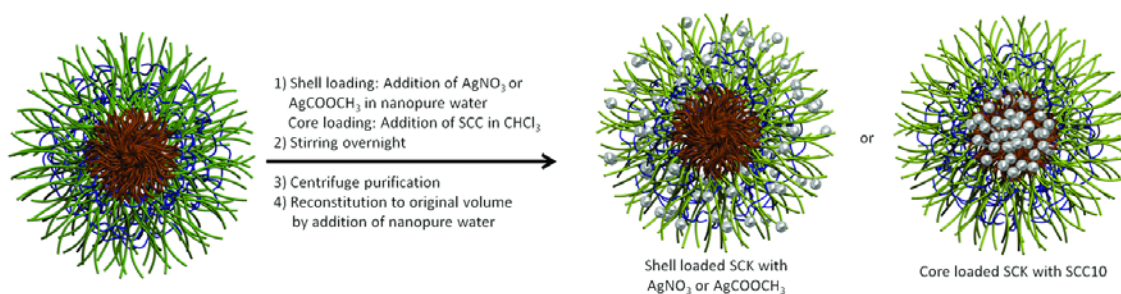 1) Shell loading: Addition of AgNO₃ or
AgCOOCH₃ in nanopure water
Core loading: Addition of SCC in CHCl₃
2) Stirring overnight
3) Centrifuge purification
4) Reconstitution to original volume
by addition of nanopure water
or
Shell loaded SCK with
AgNO₃ or AgCOOCH₃
Core loaded SCK with SCC10